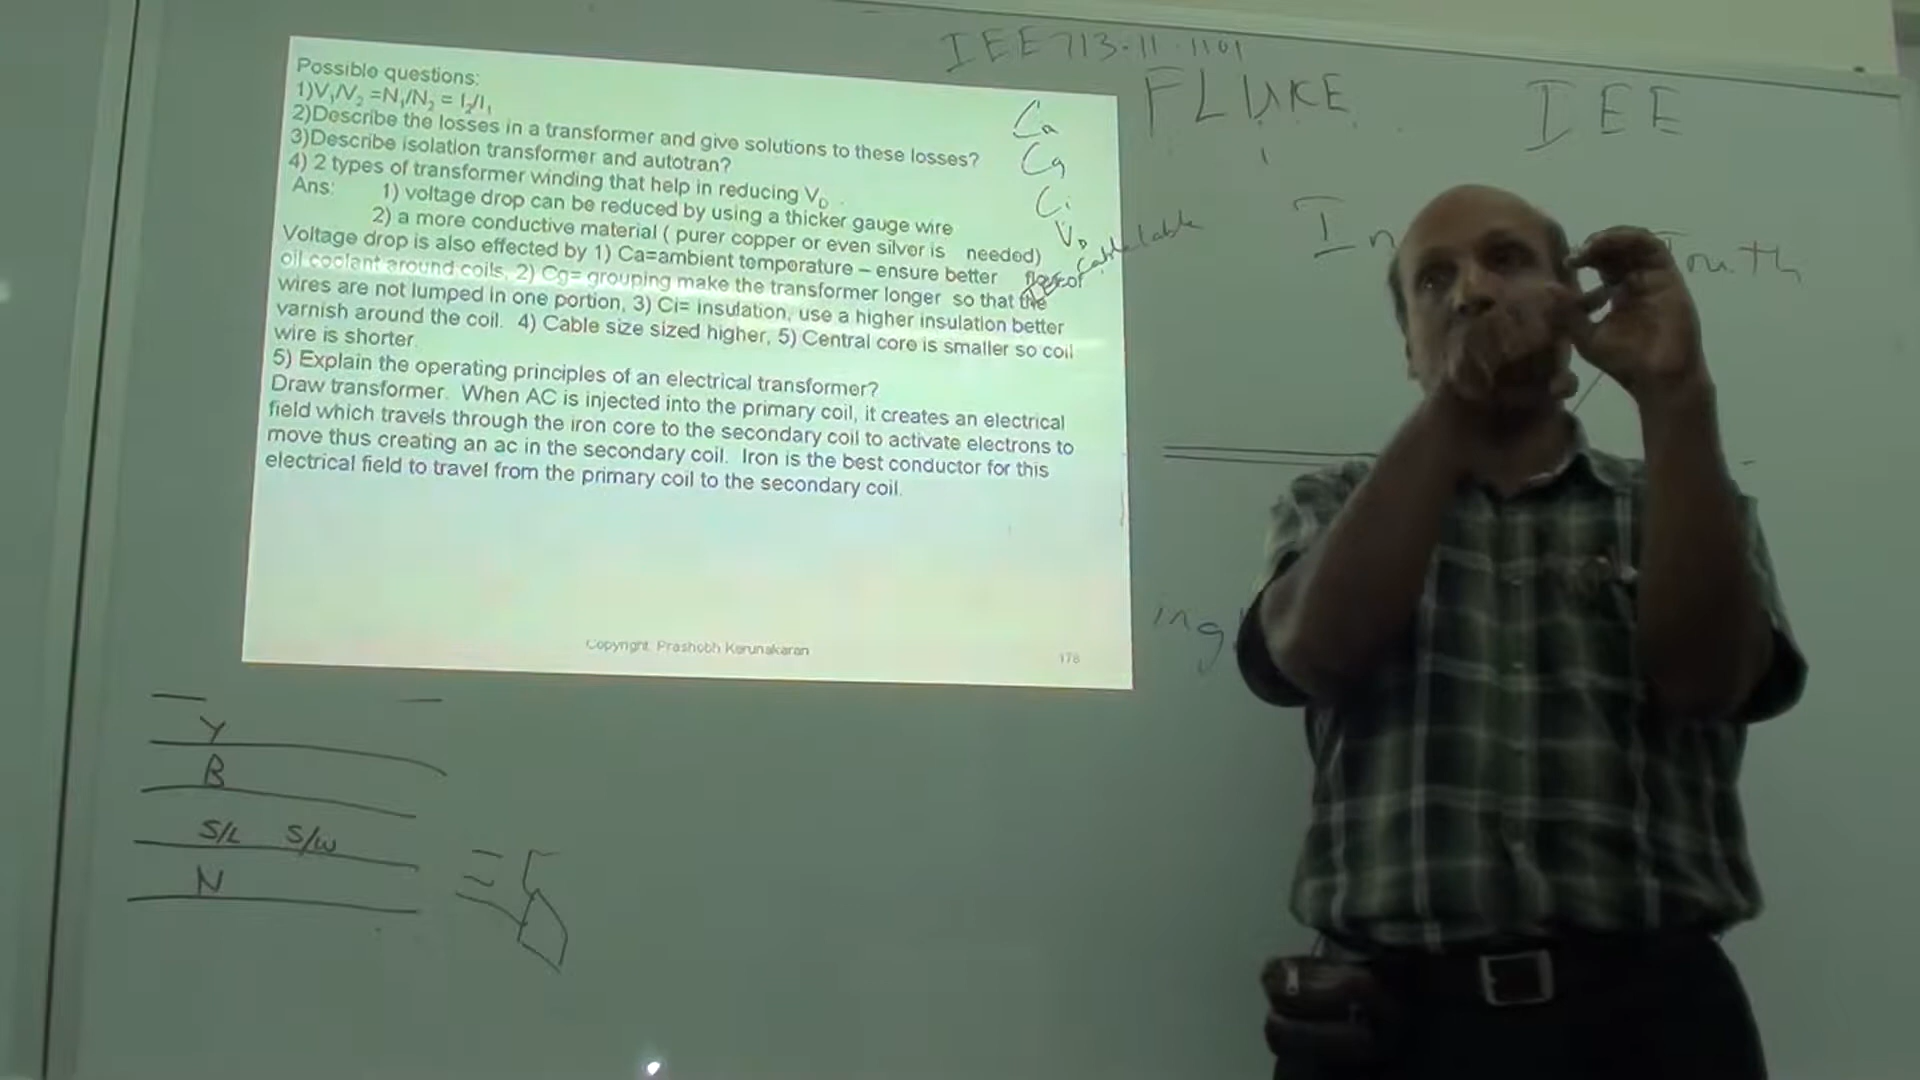 IEE 713-11-1101
FLUKE
IEE
Possible questions:
1)V₁/V₂ =N₁/N₂ = I₂/I₁
2)Describe the losses in a transformer and give solutions to these losses?
3)Describe isolation transformer and autotran?
4) 2 types of transformer winding that help in reducing V_D
Ans: 1) voltage drop can be reduced by using a thicker gauge wire
2) a more conductive material ( purer copper or even silver is needed)
Voltage drop is also effected by 1) Ca=ambient temperature – ensure better flow of
oil coolant around coils, 2) Cg= grouping make the transformer longer so that the
wires are not lumped in one portion, 3) Ci= insulation, use a higher insulation better
varnish around the coil. 4) Cable size sized higher, 5) Central core is smaller so coil
wire is shorter.
5) Explain the operating principles of an electrical transformer?
Draw transformer. When AC is injected into the primary coil, it creates an electrical
field which travels through the iron core to the secondary coil to activate electrons to
move thus creating an ac in the secondary coil. Iron is the best conductor for this
electrical field to travel from the primary coil to the secondary coil.
Copyright: Prashobh Karunakaran
178
Ca
Cg
Ci
V_D
In
ing
Y
B
S/L S/W
N